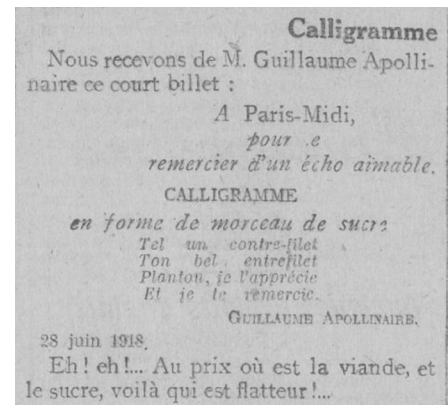 Calligramme
Nous recevons de M. Guillaume Apolli-
naire ce court billet :
A Paris-Midi,
pour e
remercier d'un écho aimable.
CALLIGRAMME
en forme de morceau de sucre
Tel un contre-filet
Ton bel entrefilet
Planton, je l'apprécie
Et je te remercie.
GUILLAUME APOLLINAIRE.
28 juin 1918.
Eh ! eh !... Au prix où est la viande, et
le sucre, voilà qui est flatteur !...